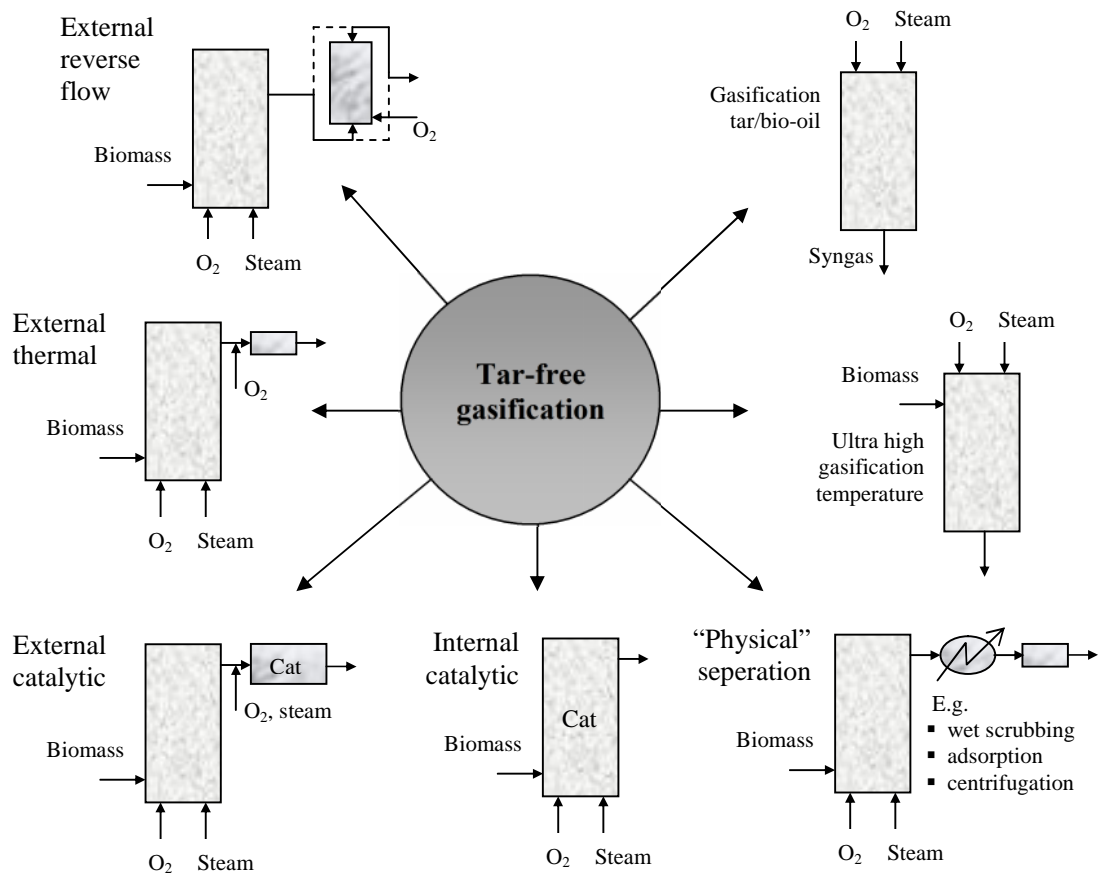 External
reverse
flow
O₂
Biomass
O₂ Steam
O₂ Steam
Gasification
tar/bio-oil
Syngas
External
thermal
O₂
Biomass
O₂ Steam
Tar-free
gasification
O₂ Steam
Biomass
Ultra high
gasification
temperature
External
catalytic
Cat
O₂, steam
Biomass
O₂ Steam
Internal
catalytic
Cat
Biomass
O₂ Steam
“Physical”
seperation
E.g.
▪ wet scrubbing
▪ adsorption
▪ centrifugation
Biomass
O₂ Steam